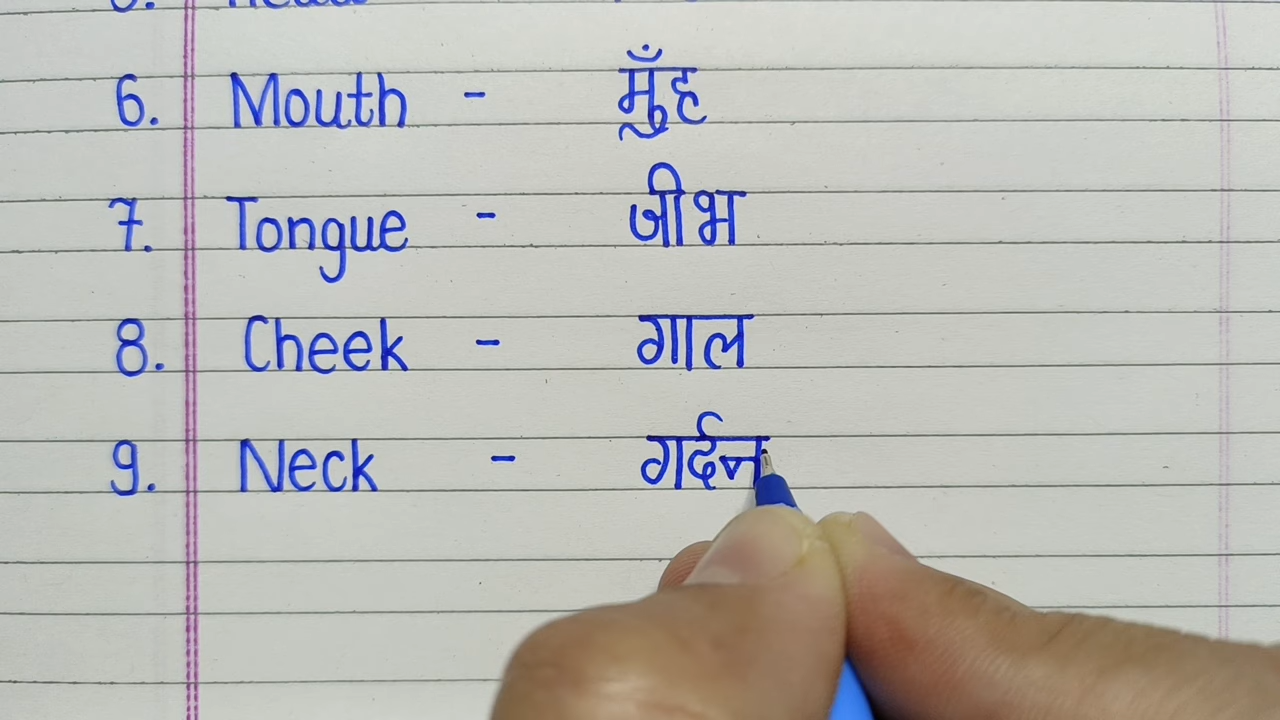 6. Mouth - मुँह
7. Tongue - जीभ
8. Cheek - गाल
9. Neck - गर्दन